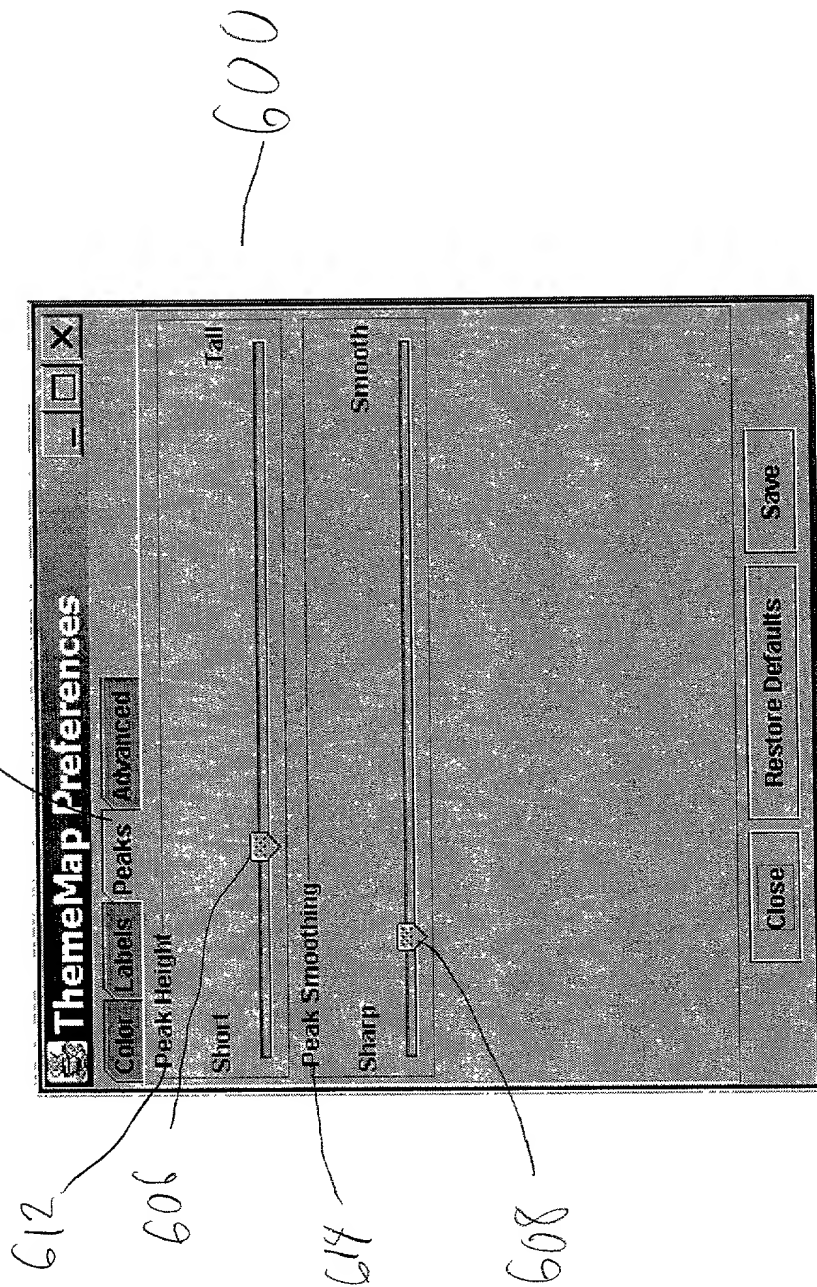 600
ThemeMap Preferences
Color Labels Peaks Advanced
Peak Height
Short Tall
Peak Smoothing
Sharp Smooth
Close Restore Defaults Save
612
606
614
608